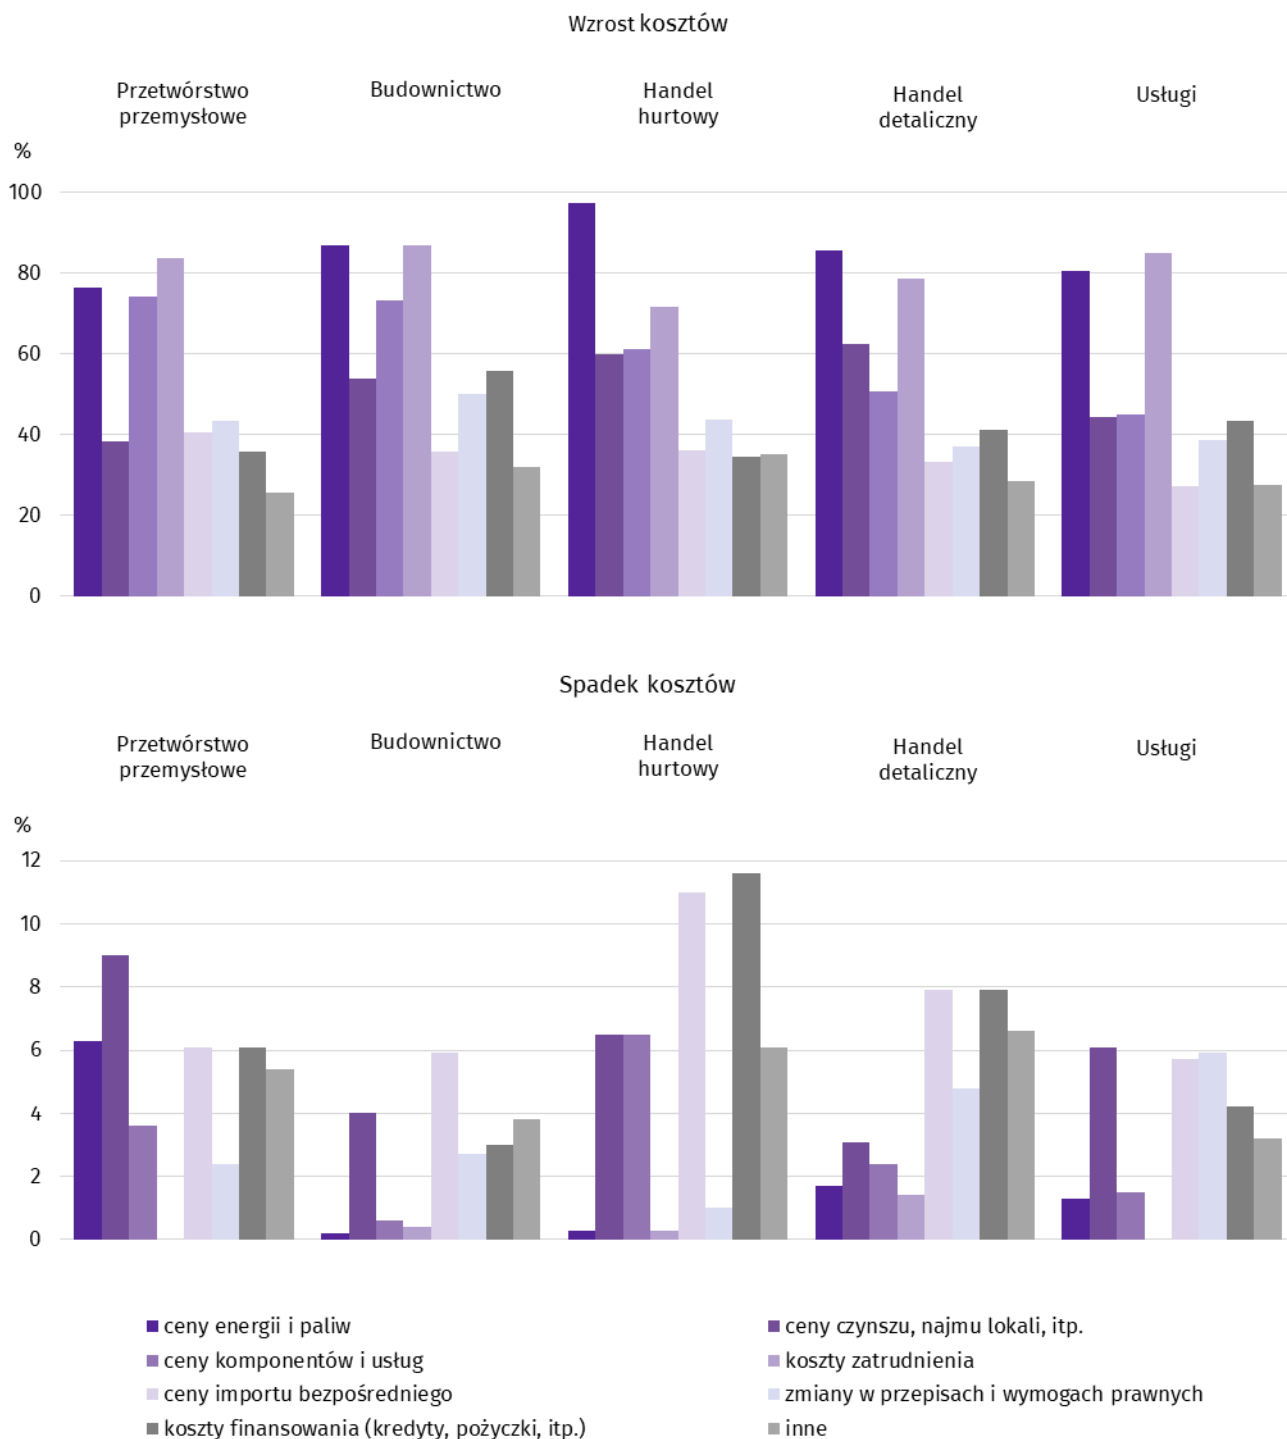 Wzrost kosztów
Przetwórstwo
przemysłowe
Budownictwo
Handel
hurtowy
Handel
detaliczny
Usługi
%
100
80
60
40
20
0
Spadek kosztów
Przetwórstwo
przemysłowe
Budownictwo
Handel
hurtowy
Handel
detaliczny
Usługi
%
12
10
8
6
4
2
0
ceny energii i paliw
ceny czynszu, najmu lokali, itp.
ceny komponentów i usług
koszty zatrudnienia
ceny importu bezpośredniego
zmiany w przepisach i wymogach prawnych
koszty finansowania (kredyty, pożyczki, itp.)
inne